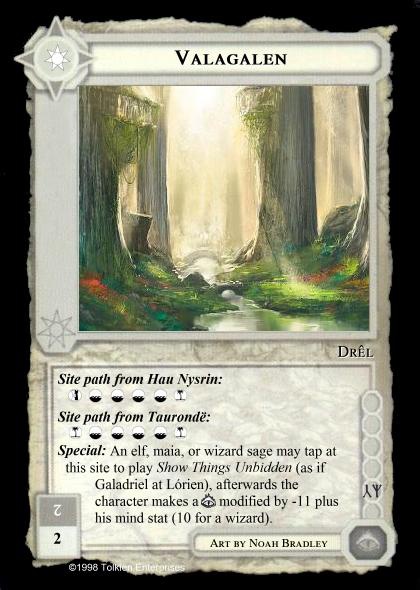 VALAGALEN
DRÊL
Site path from Hau Nysrin:
Site path from Taurondë:
Special: An elf, maia, or wizard sage may tap at
this site to play Show Things Unbidden (as if
Galadriel at Lórien), afterwards the
character makes a modified by -11 plus
his mind stat (10 for a wizard).
2
2
ART BY NOAH BRADLEY
©1998 Tolkien Enterprises